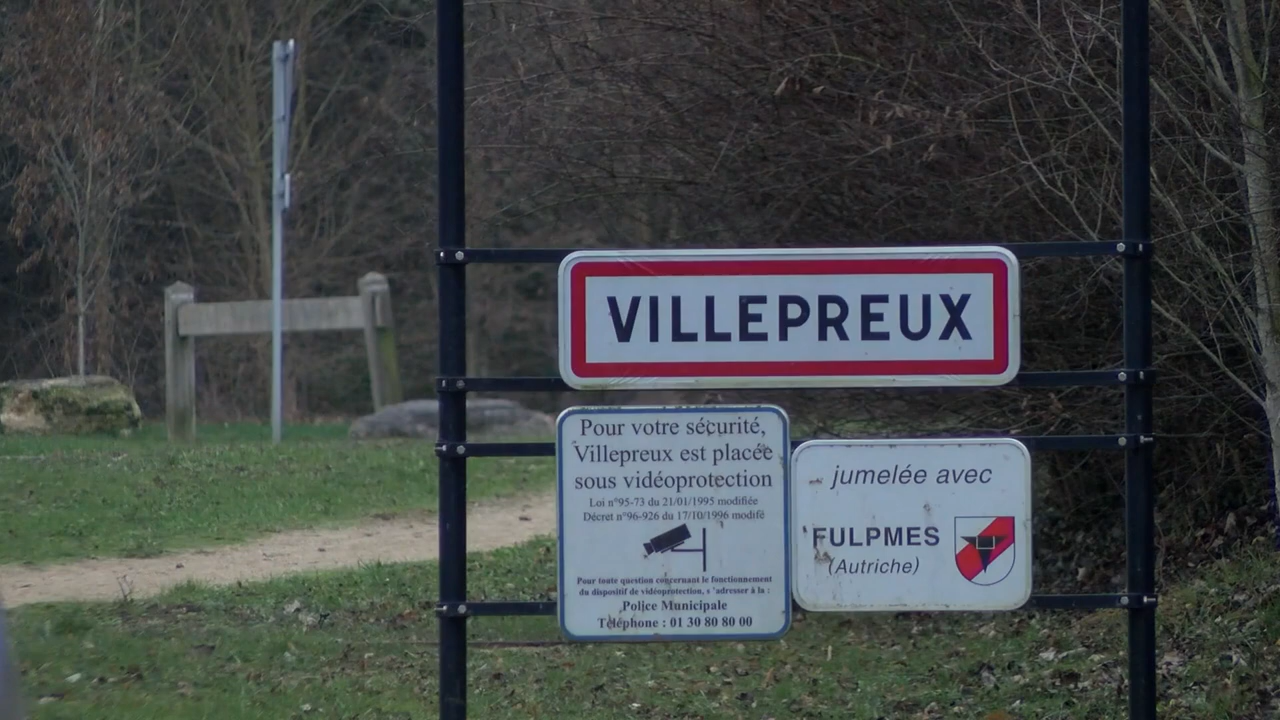 VILLEPREUX
Pour votre sécurité,
Villepreux est placée
sous vidéoprotection
Loi n°95-73 du 21/01/1995 modifiée
Décret n°96-926 du 17/10/1996 modifé
Pour toute question concernant le fonctionnement
du dispositif de vidéoprotection, s'adresser à la :
Police Municipale
Téléphone : 01 30 80 80 00
jumelée avec
FULPMES
(Autriche)